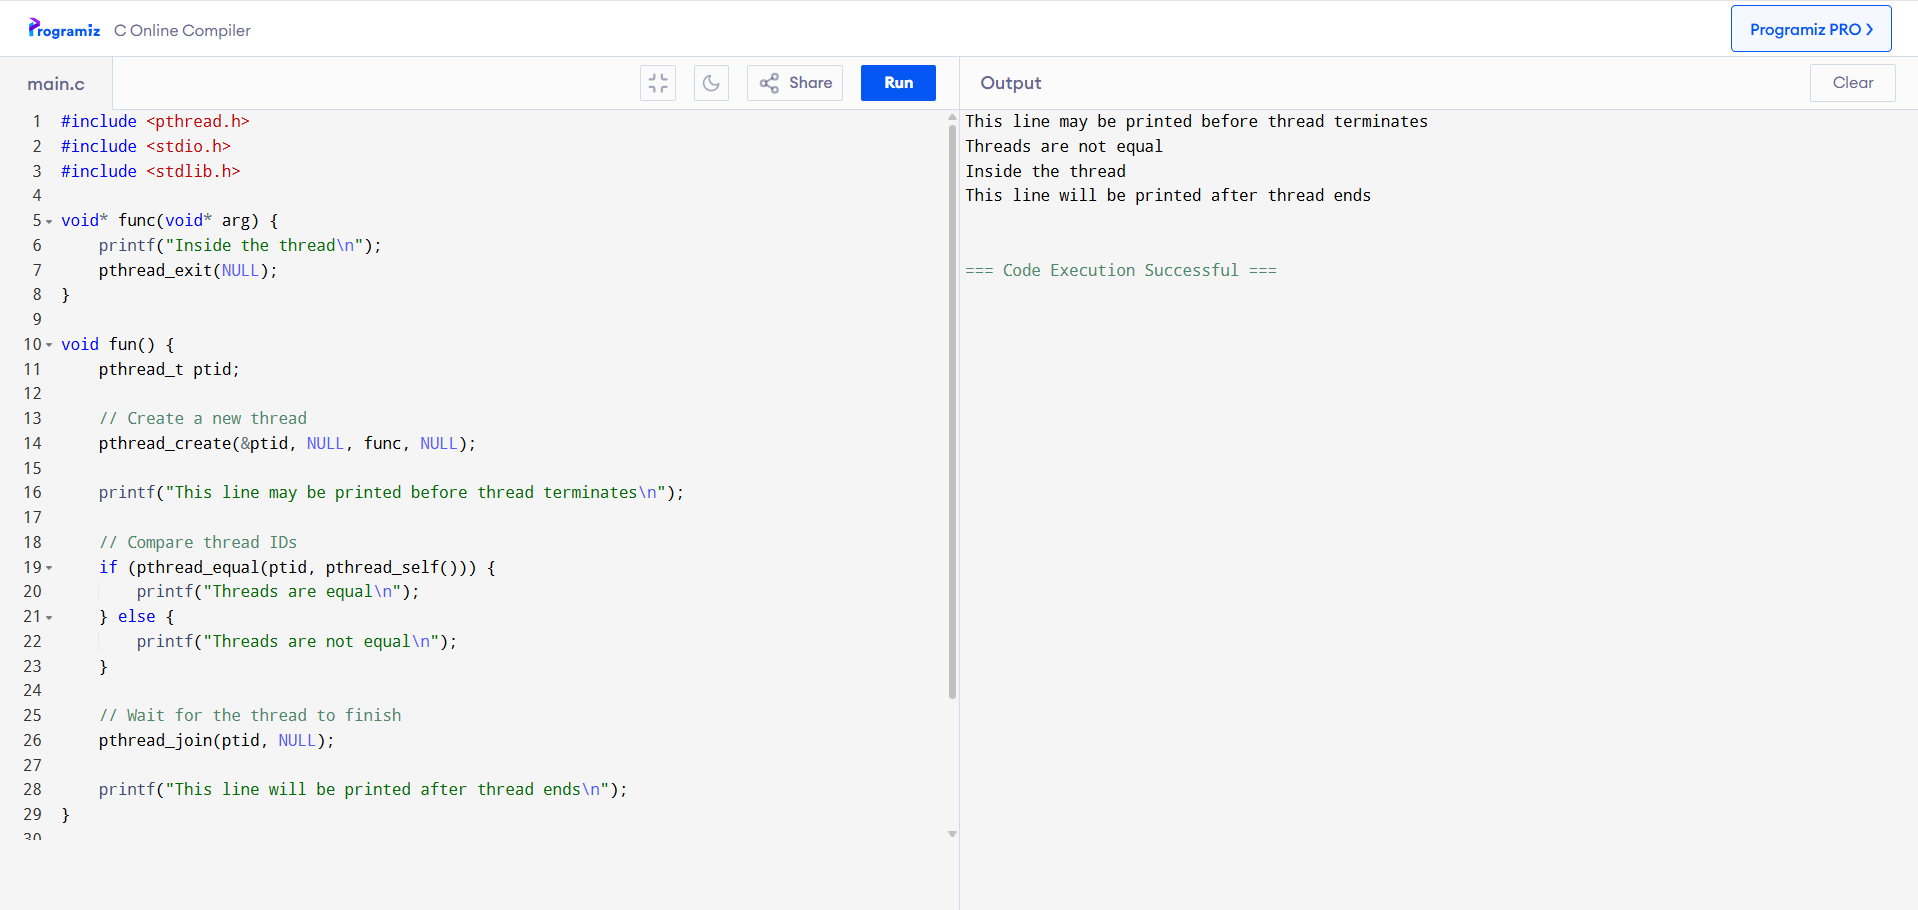 Programiz C Online Compiler
Programiz PRO
main.c
Share
Run
Output
Clear
1 #include <pthread.h>
2 #include <stdio.h>
3 #include <stdlib.h>
4
5 void* func(void* arg) {
6     printf("Inside the thread\n");
7     pthread_exit(NULL);
8 }
9
10 void fun() {
11     pthread_t ptid;
12
13     // Create a new thread
14     pthread_create(&ptid, NULL, func, NULL);
15
16     printf("This line may be printed before thread terminates\n");
17
18     // Compare thread IDs
19     if (pthread_equal(ptid, pthread_self())) {
20         printf("Threads are equal\n");
21     } else {
22         printf("Threads are not equal\n");
23     }
24
25     // Wait for the thread to finish
26     pthread_join(ptid, NULL);
27
28     printf("This line will be printed after thread ends\n");
29 }
30
This line may be printed before thread terminates
Threads are not equal
Inside the thread
This line will be printed after thread ends
=== Code Execution Successful ===